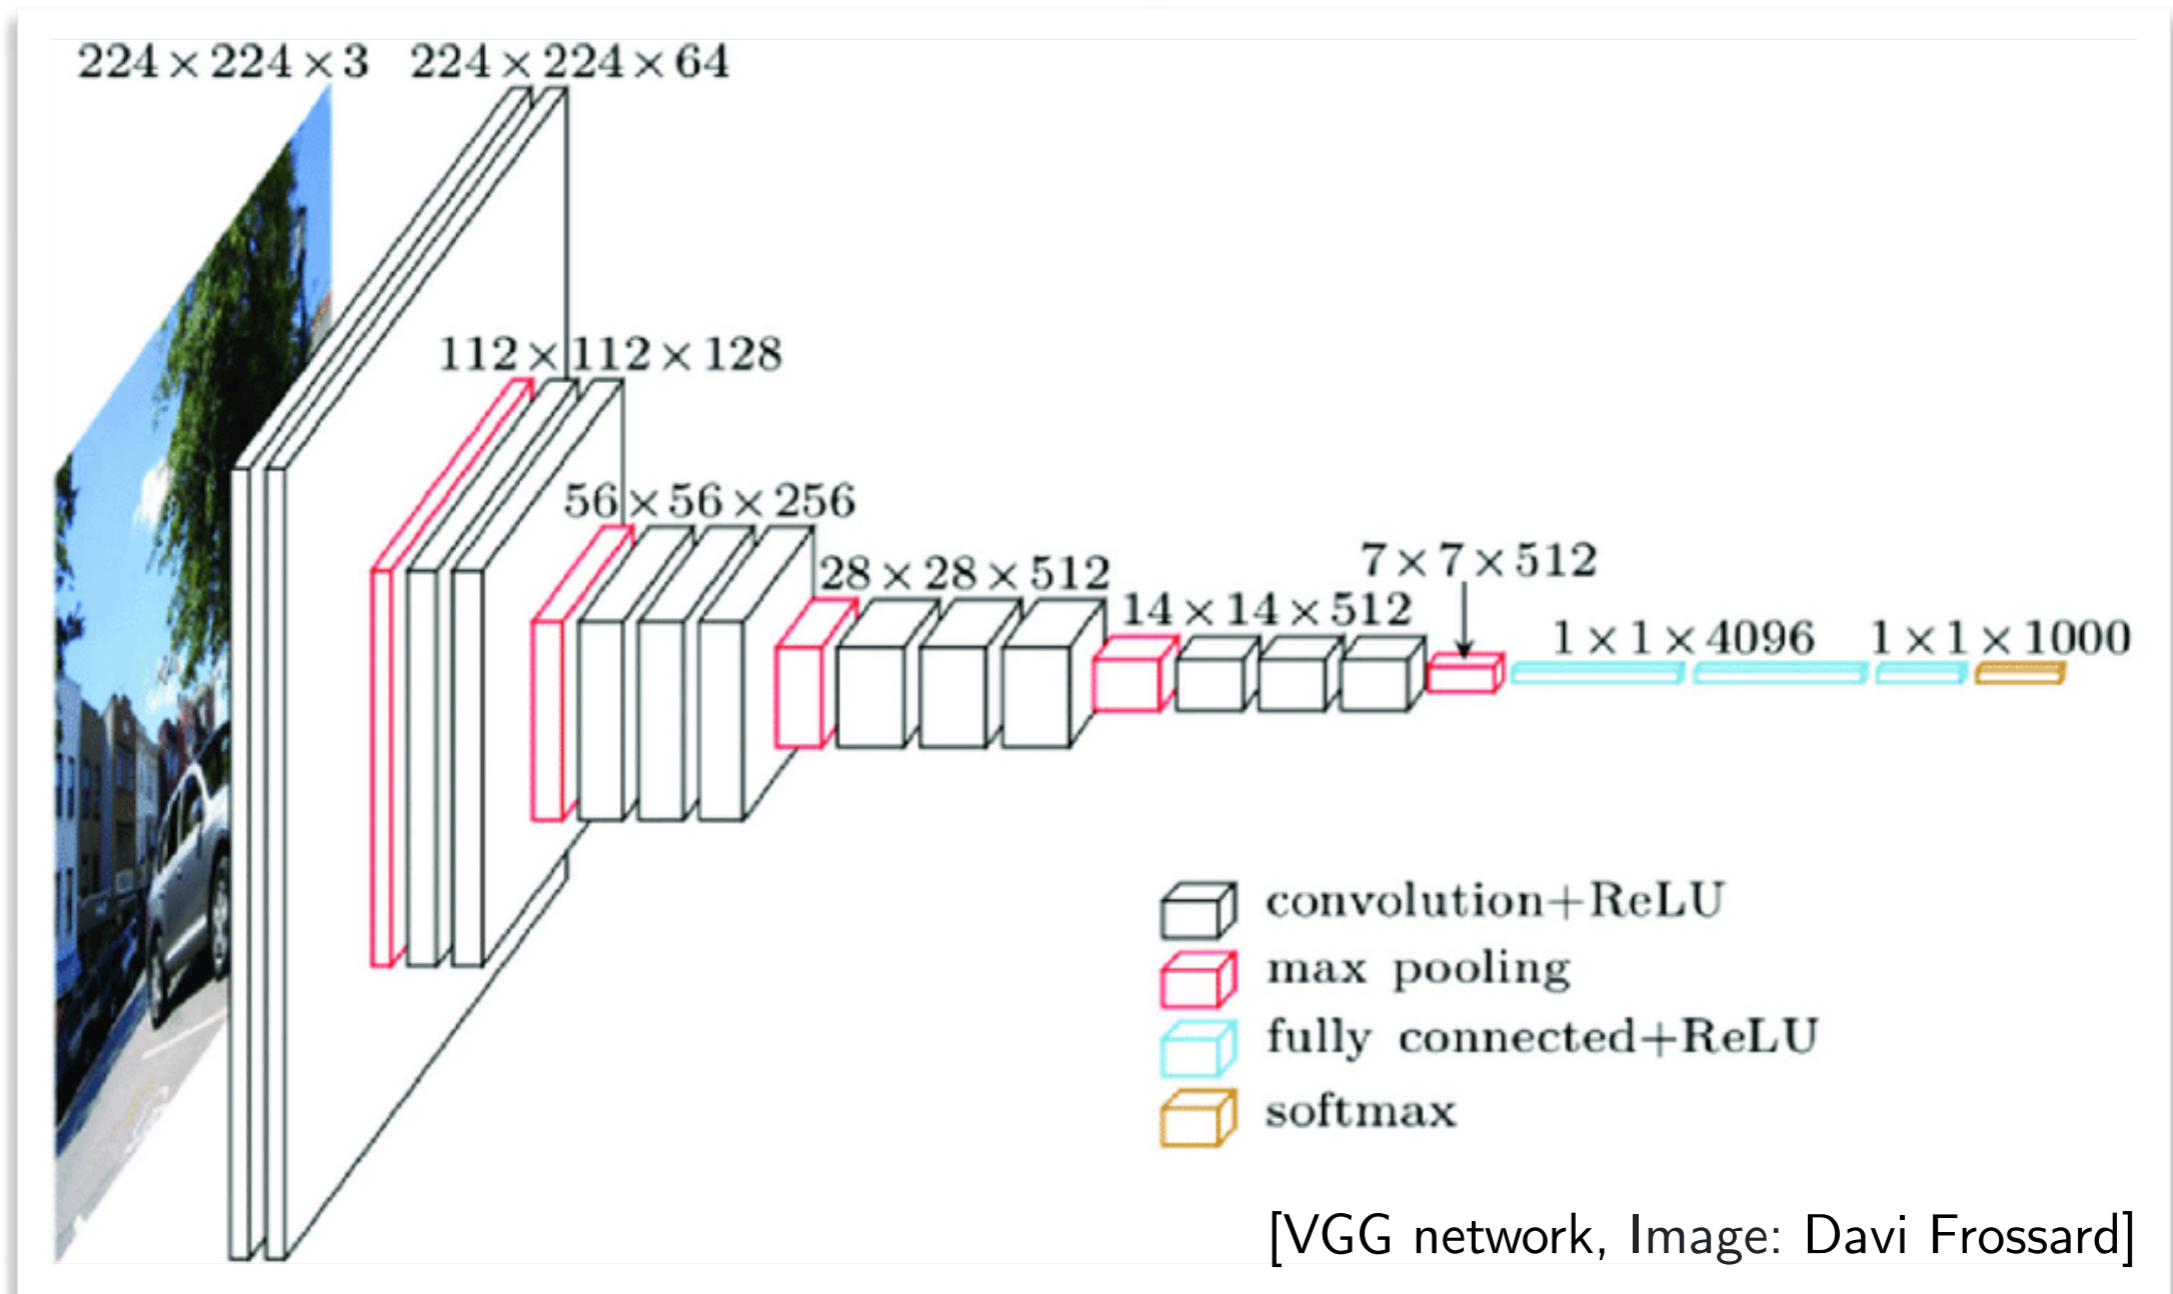 224×224×3
224×224×64
112×112×128
56×56×256
28×28×512
14×14×512
7×7×512
1×1×4096
1×1×1000
convolution+ReLU
max pooling
fully connected+ReLU
softmax
[VGG network, Image: Davi Frossard]